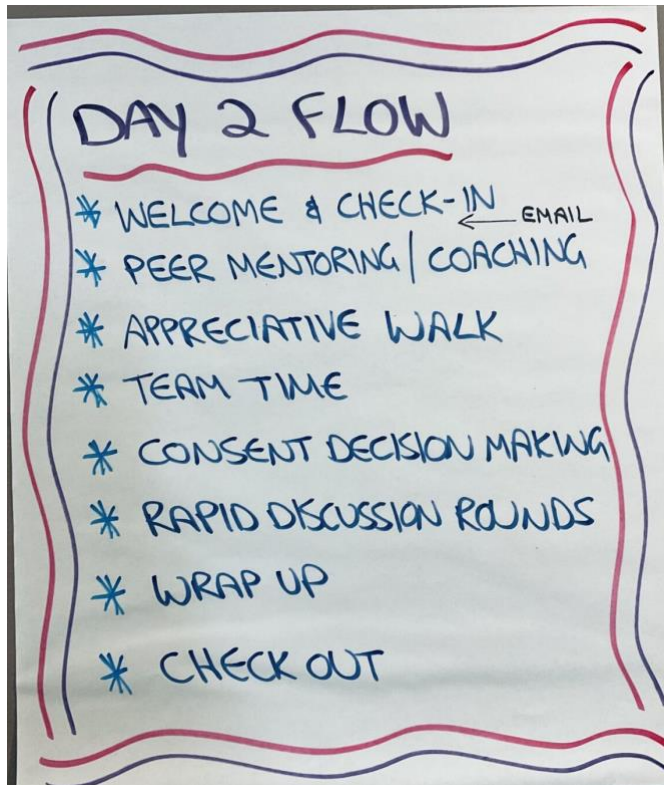 DAY 2 FLOW
* WELCOME & CHECK-IN
← EMAIL
* PEER MENTORING / COACHING
* APPRECIATIVE WALK
* TEAM TIME
* CONSENT DECISION MAKING
* RAPID DISCUSSION ROUNDS
* WRAP UP
* CHECK OUT